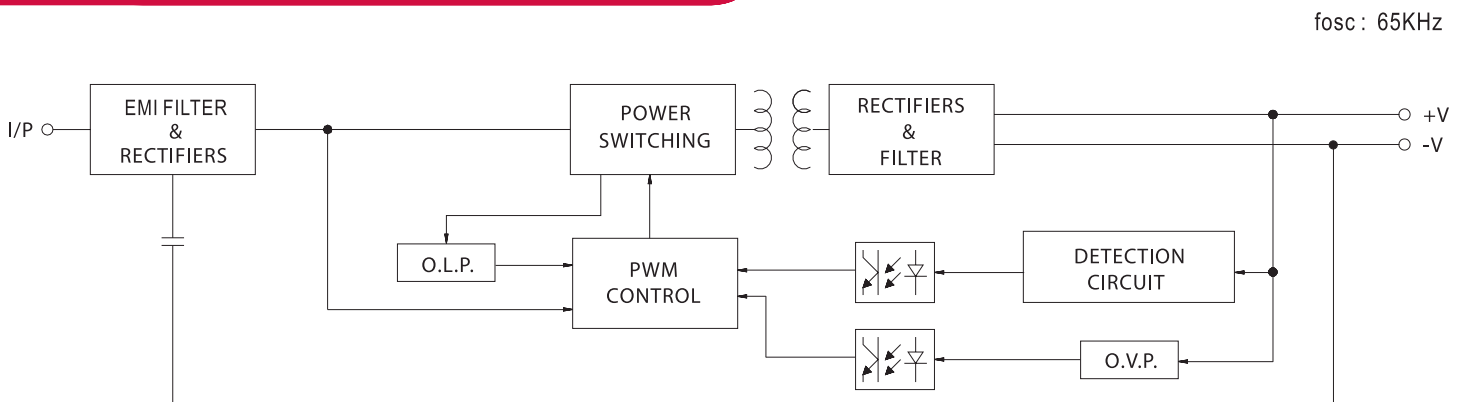 fosc : 65KHz
I/P
EMI FILTER
&
RECTIFIERS
POWER
SWITCHING
RECTIFIERS
&
FILTER
+V
-V
O.L.P.
PWM
CONTROL
DETECTION
CIRCUIT
O.V.P.